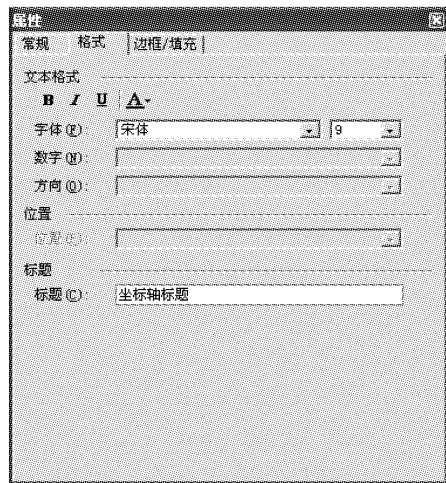 属性
常规 格式 边框/填充
文本格式
B I U A
字体(F): 宋体 9
数字(N):
方向(O):
位置
位置(P):
标题
标题(C): 坐标轴标题